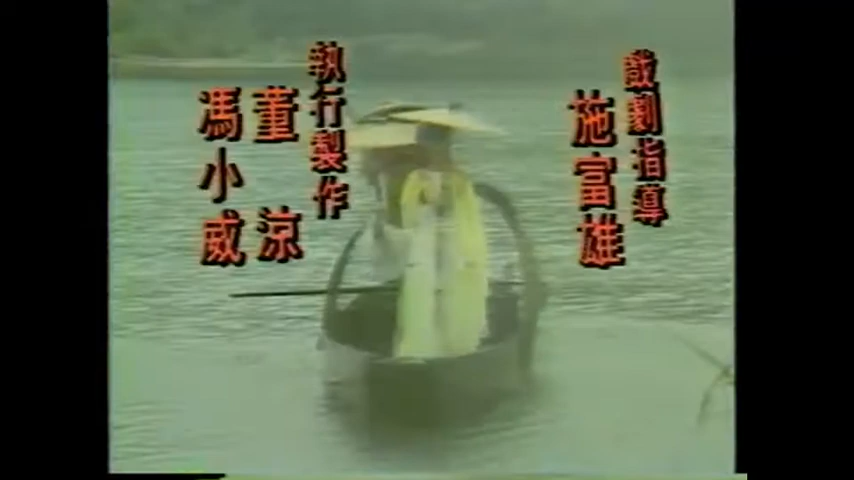 戲劇指導
施富雄
執行製作
董涼
馮小威